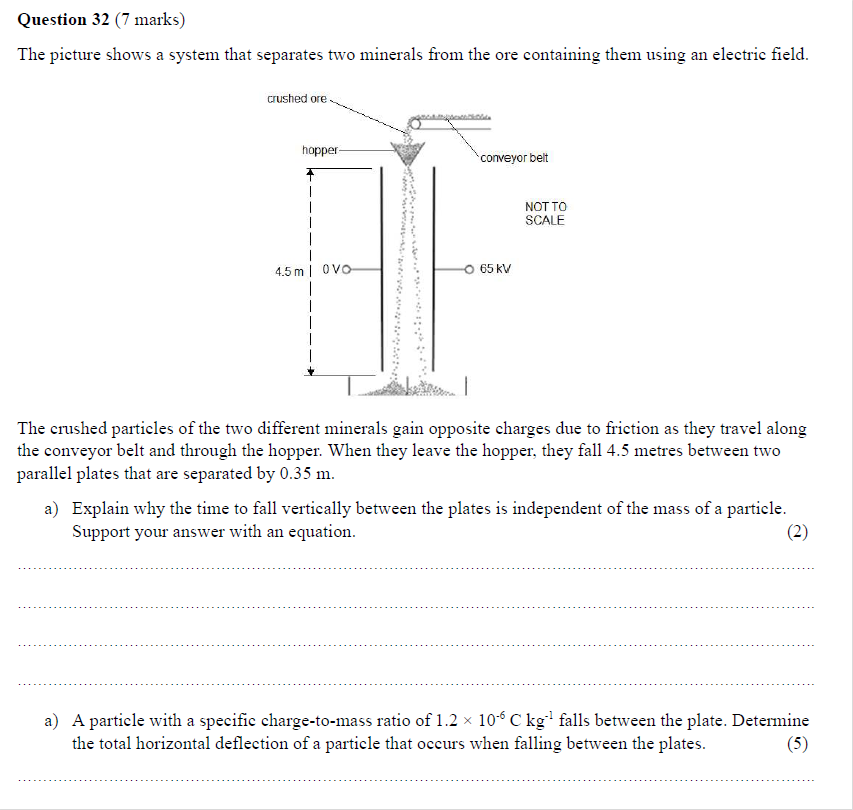 Question 32 (7 marks)
The picture shows a system that separates two minerals from the ore containing them using an electric field.
crushed ore
hopper
conveyor belt
NOT TO
SCALE
4.5 m
0 V
65 kV
The crushed particles of the two different minerals gain opposite charges due to friction as they travel along
the conveyor belt and through the hopper. When they leave the hopper, they fall 4.5 metres between two
parallel plates that are separated by 0.35 m.
a) Explain why the time to fall vertically between the plates is independent of the mass of a particle.
Support your answer with an equation. (2)
a) A particle with a specific charge-to-mass ratio of 1.2 × 10⁻⁶ C kg⁻¹ falls between the plate. Determine
the total horizontal deflection of a particle that occurs when falling between the plates. (5)